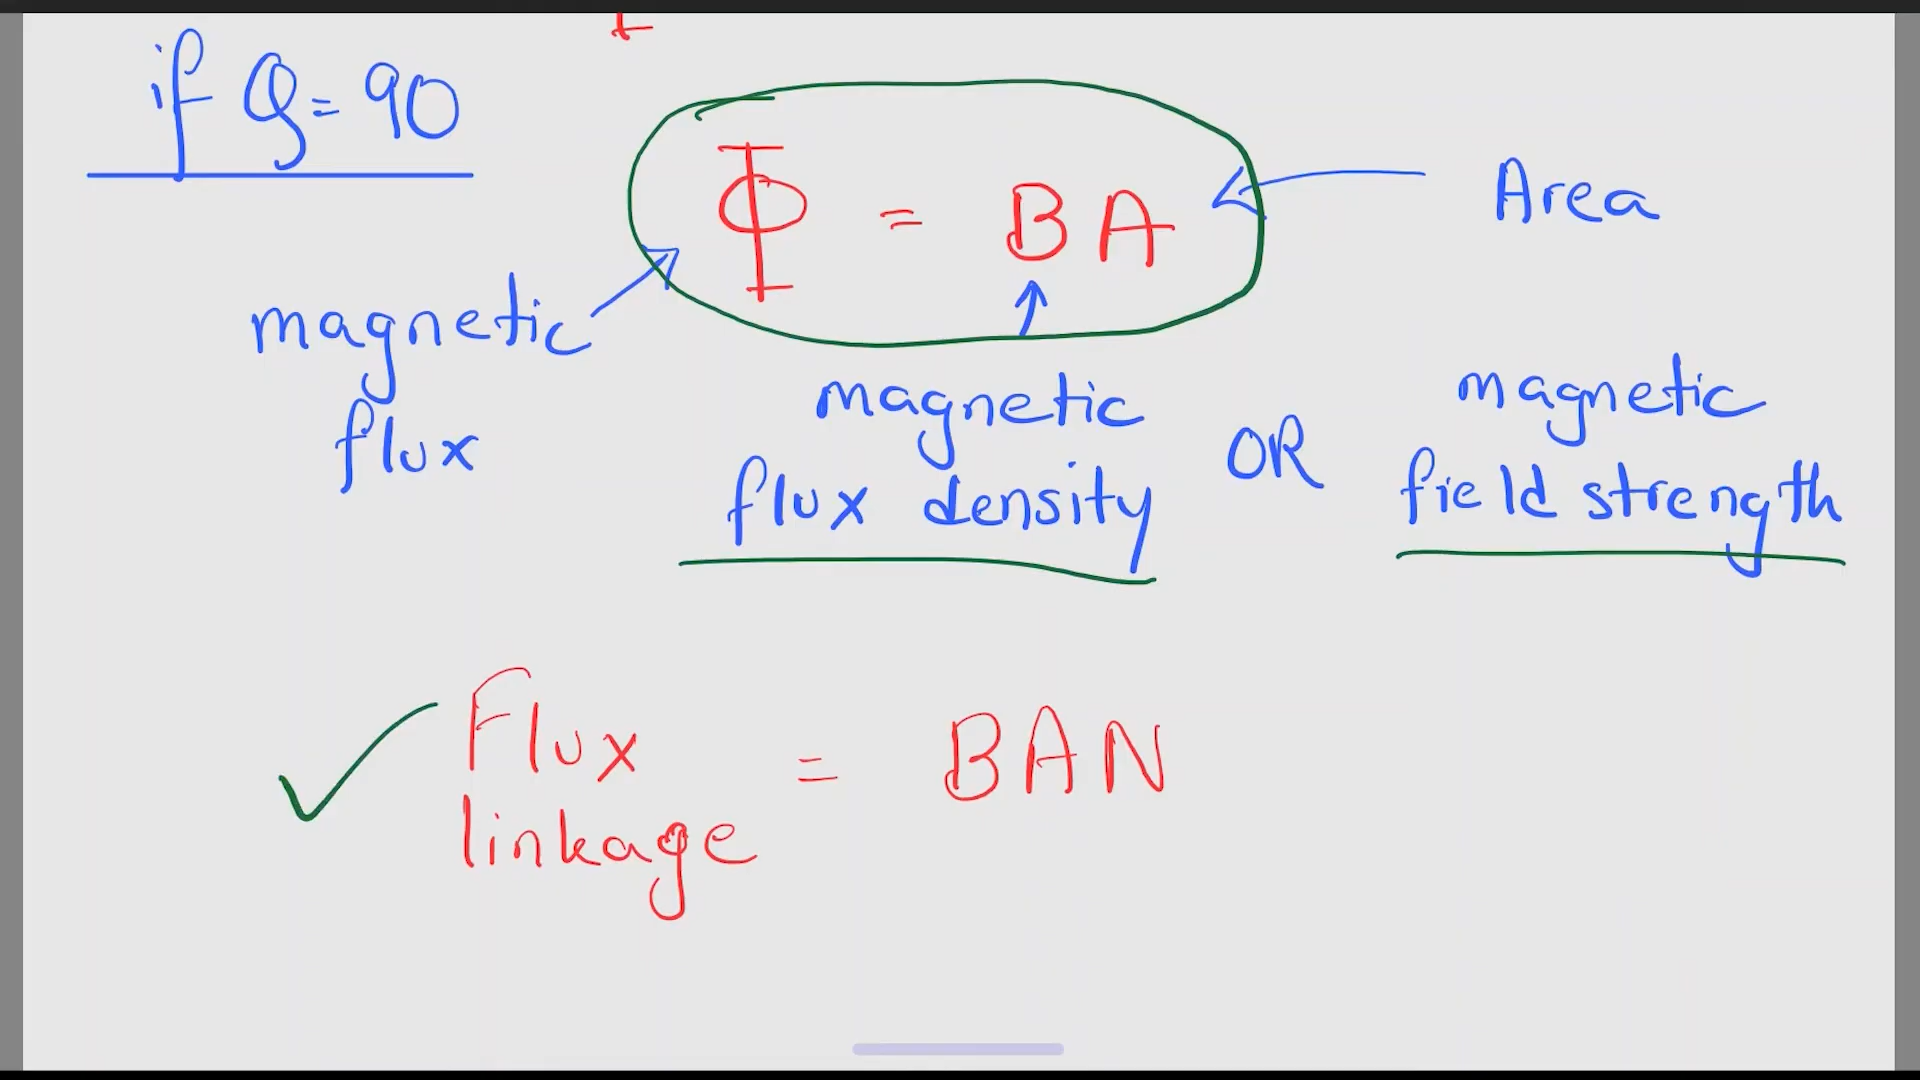 if Q = 90
Φ = BA
Area
magnetic
flux
magnetic
flux density
OR
magnetic
field strength
Flux
linkage
= BAN